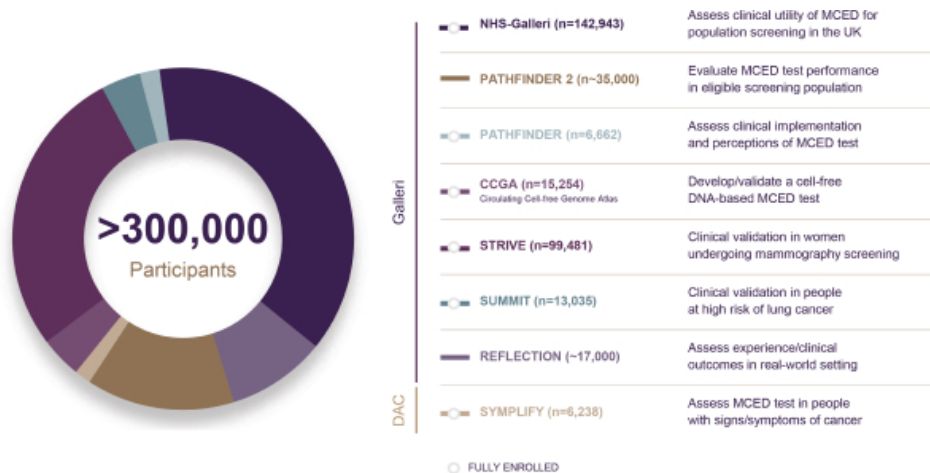 >300,000
Participants
Galleri
NHS-Galleri (n=142,943)
Assess clinical utility of MCED for
population screening in the UK
PATHFINDER 2 (n~35,000)
Evaluate MCED test performance
in eligible screening population
PATHFINDER (n=6,662)
Assess clinical implementation
and perceptions of MCED test
CCGA (n=15,254)
Circulating Cell-free Genome Atlas
Develop/validate a cell-free
DNA-based MCED test
STRIVE (n=99,481)
Clinical validation in women
undergoing mammography screening
SUMMIT (n=13,035)
Clinical validation in people
at high risk of lung cancer
REFLECTION (~17,000)
Assess experience/clinical
outcomes in real-world setting
DAC
SYMPLIFY (n=6,238)
Assess MCED test in people
with signs/symptoms of cancer
FULLY ENROLLED